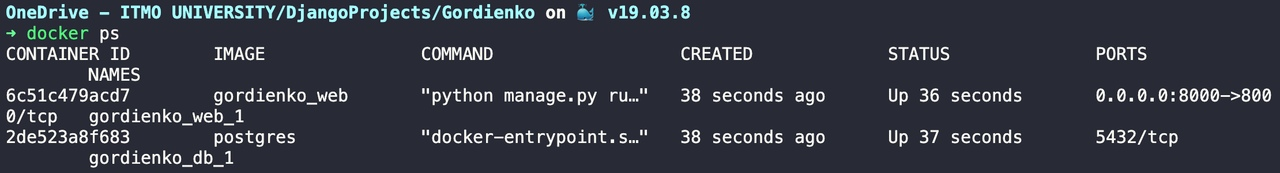 OneDrive - ITMO UNIVERSITY/DjangoProjects/Gordienko on 🐳 v19.03.8
→ docker ps
CONTAINER ID        IMAGE               COMMAND                  CREATED             STATUS              PORTS
        NAMES
6c51c479acd7        gordienko_web       "python manage.py ru…"   38 seconds ago      Up 36 seconds       0.0.0.0:8000->800
0/tcp   gordienko_web_1
2de523a8f683        postgres            "docker-entrypoint.s…"   38 seconds ago      Up 37 seconds       5432/tcp
        gordienko_db_1